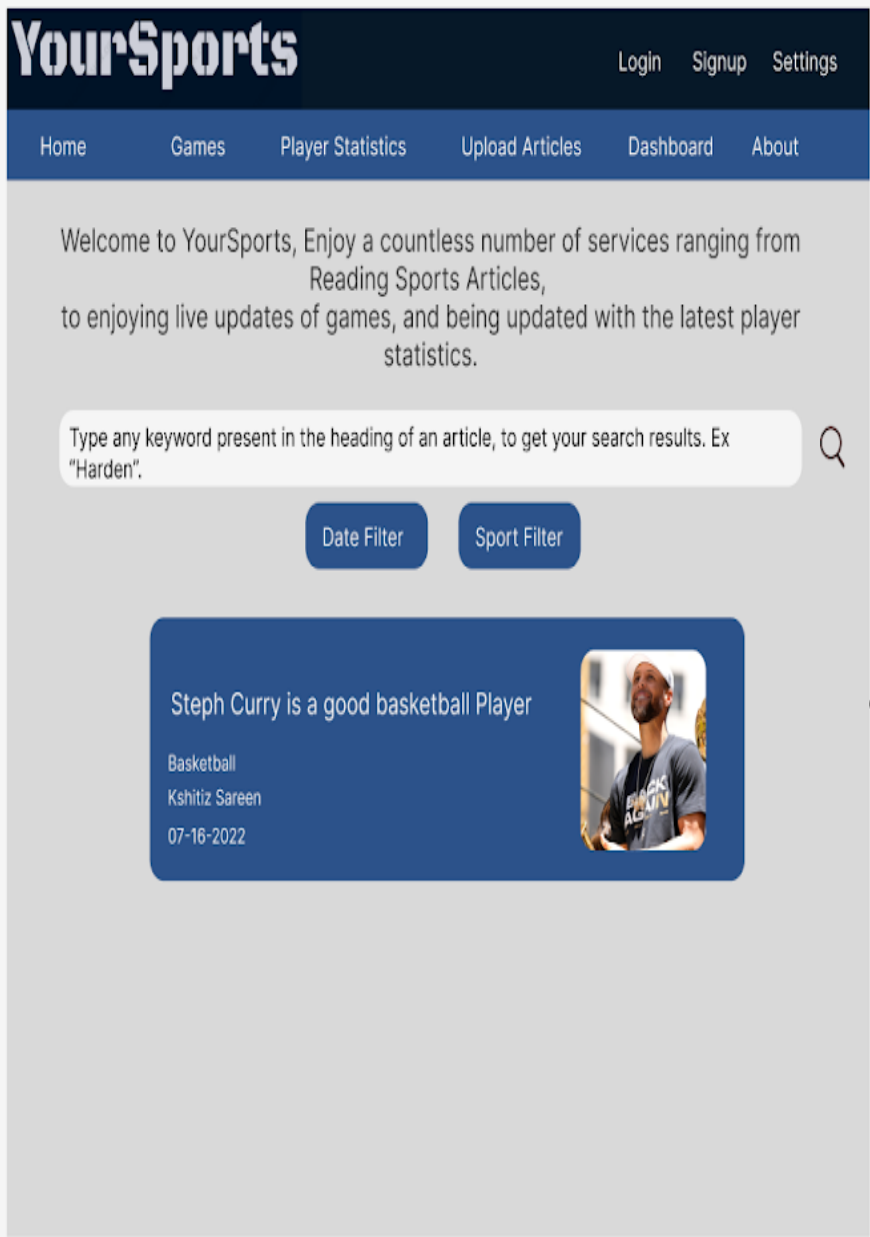 YourSports
Login Signup Settings
Home Games Player Statistics Upload Articles Dashboard About
Welcome to YourSports, Enjoy a countless number of services ranging from
Reading Sports Articles,
to enjoying live updates of games, and being updated with the latest player
statistics.
Type any keyword present in the heading of an article, to get your search results. Ex
“Harden”.
Date Filter Sport Filter
Steph Curry is a good basketball Player
Basketball
Kshitiz Sareen
07-16-2022
AGAIN